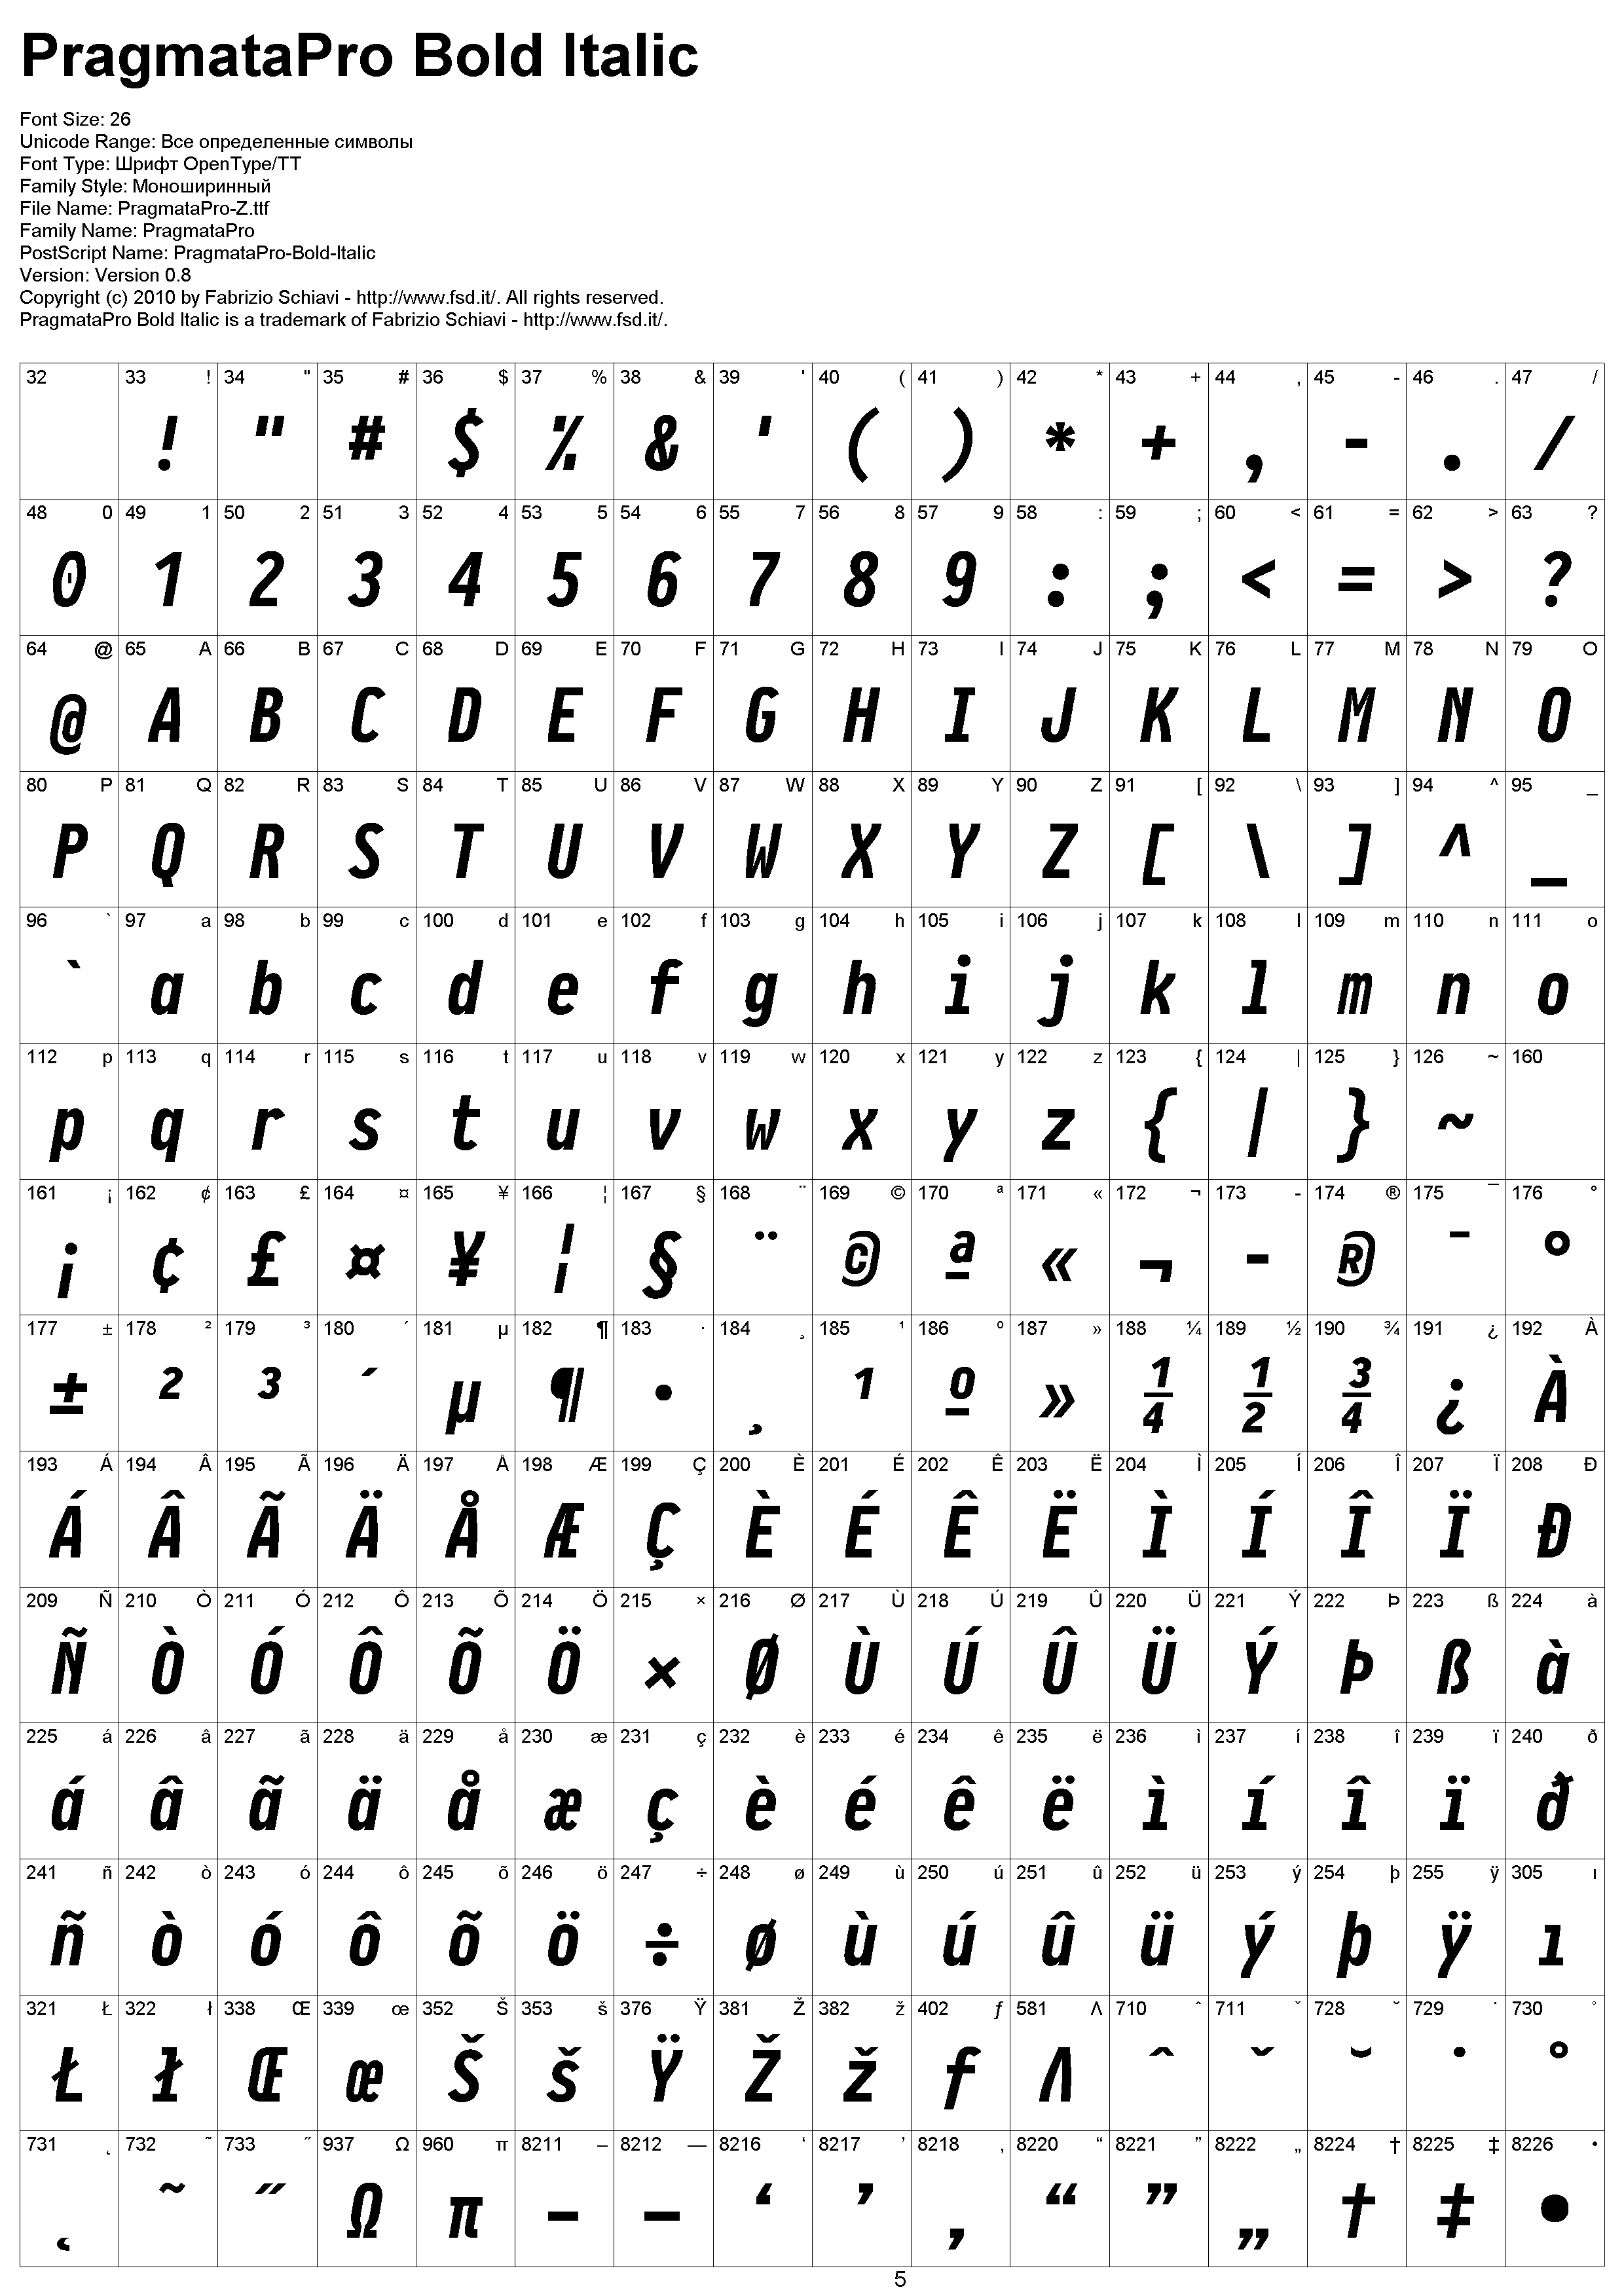 PragmataPro Bold Italic
Font Size: 26
Unicode Range: Все определенные символы
Font Type: Шрифт OpenType/TT
Family Style: Моноширинный
File Name: PragmataPro-Z.ttf
Family Name: PragmataPro
PostScript Name: PragmataPro-Bold-Italic
Version: Version 0.8
Copyright (c) 2010 by Fabrizio Schiavi - http://www.fsd.it/. All rights reserved.
PragmataPro Bold Italic is a trademark of Fabrizio Schiavi - http://www.fsd.it/.
32 33 ! 34 " 35 # 36 $ 37 % 38 & 39 ' 40 ( 41 ) 42 * 43 + 44 , 45 - 46 . 47 /
! " # $ % & ' ( ) * + , - . /
48 0 49 1 50 2 51 3 52 4 53 5 54 6 55 7 56 8 57 9 58 : 59 ; 60 < 61 = 62 > 63 ?
0 1 2 3 4 5 6 7 8 9 : ; < = > ?
64 @ 65 A 66 B 67 C 68 D 69 E 70 F 71 G 72 H 73 I 74 J 75 K 76 L 77 M 78 N 79 O
@ A B C D E F G H I J K L M N O
80 P 81 Q 82 R 83 S 84 T 85 U 86 V 87 W 88 X 89 Y 90 Z 91 [ 92 \ 93 ] 94 ^ 95 _
P Q R S T U V W X Y Z [ \ ] ^ _
96 ` 97 a 98 b 99 c 100 d 101 e 102 f 103 g 104 h 105 i 106 j 107 k 108 l 109 m 110 n 111 o
` a b c d e f g h i j k l m n o
112 p 113 q 114 r 115 s 116 t 117 u 118 v 119 w 120 x 121 y 122 z 123 { 124 | 125 } 126 ~ 160
p q r s t u v w x y z { | } ~
161 ¡ 162 ¢ 163 £ 164 ¤ 165 ¥ 166 ¦ 167 § 168 ¨ 169 © 170 ª 171 « 172 ¬ 173 - 174 ® 175 ¯ 176 °
¡ ¢ £ ¤ ¥ ¦ § ¨ © ª « ¬ - ® ¯ °
177 ± 178 ² 179 ³ 180 ´ 181 µ 182 ¶ 183 · 184 ¸ 185 ¹ 186 º 187 » 188 ¼ 189 ½ 190 ¾ 191 ¿ 192 À
± ² ³ ´ µ ¶ · ¸ ¹ º » ¼ ½ ¾ ¿ À
193 Á 194 Â 195 Ã 196 Ä 197 Å 198 Æ 199 Ç 200 È 201 É 202 Ê 203 Ë 204 Ì 205 Í 206 Î 207 Ï 208 Ð
Á Â Ã Ä Å Æ Ç È É Ê Ë Ì Í Î Ï Ð
209 Ñ 210 Ò 211 Ó 212 Ô 213 Õ 214 Ö 215 × 216 Ø 217 Ù 218 Ú 219 Û 220 Ü 221 Ý 222 Þ 223 ß 224 à
Ñ Ò Ó Ô Õ Ö × Ø Ù Ú Û Ü Ý Þ ß à
225 á 226 â 227 ã 228 ä 229 å 230 æ 231 ç 232 è 233 é 234 ê 235 ë 236 ì 237 í 238 î 239 ï 240 ð
á â ã ä å æ ç è é ê ë ì í î ï ð
241 ñ 242 ò 243 ó 244 ô 245 õ 246 ö 247 ÷ 248 ø 249 ù 250 ú 251 û 252 ü 253 ý 254 þ 255 ÿ 305 ı
ñ ò ó ô õ ö ÷ ø ù ú û ü ý þ ÿ ı
321 Ł 322 ł 338 Œ 339 œ 352 Š 353 š 376 Ÿ 381 Ž 382 ž 402 ƒ 581 Λ 710 ˆ 711 ˇ 728 ˘ 729 ˙ 730 ˚
Ł ł Œ œ Š š Ÿ Ž ž ƒ Λ ˆ ˇ ˘ ˙ ˚
731 ˛ 732 ˜ 733 ˝ 937 Ω 960 π 8211 – 8212 — 8216 ‘ 8217 ’ 8218 ‚ 8220 “ 8221 ” 8222 „ 8224 † 8225 ‡ 8226 •
˛ ˜ ˝ Ω π – — ‘ ’ ‚ “ ” „ † ‡ •
5